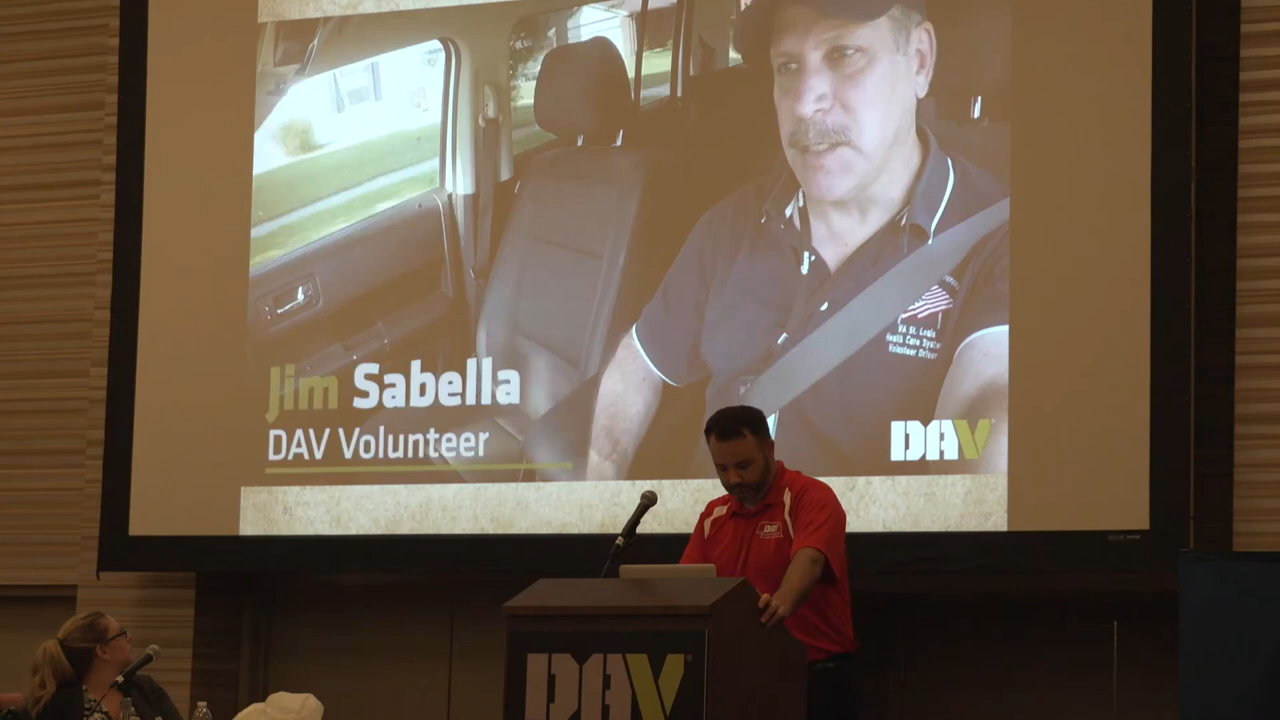 VA St. Louis
Health Care System
Volunteer Driver
Jim Sabella
DAV Volunteer
DAV
DAV
DAV